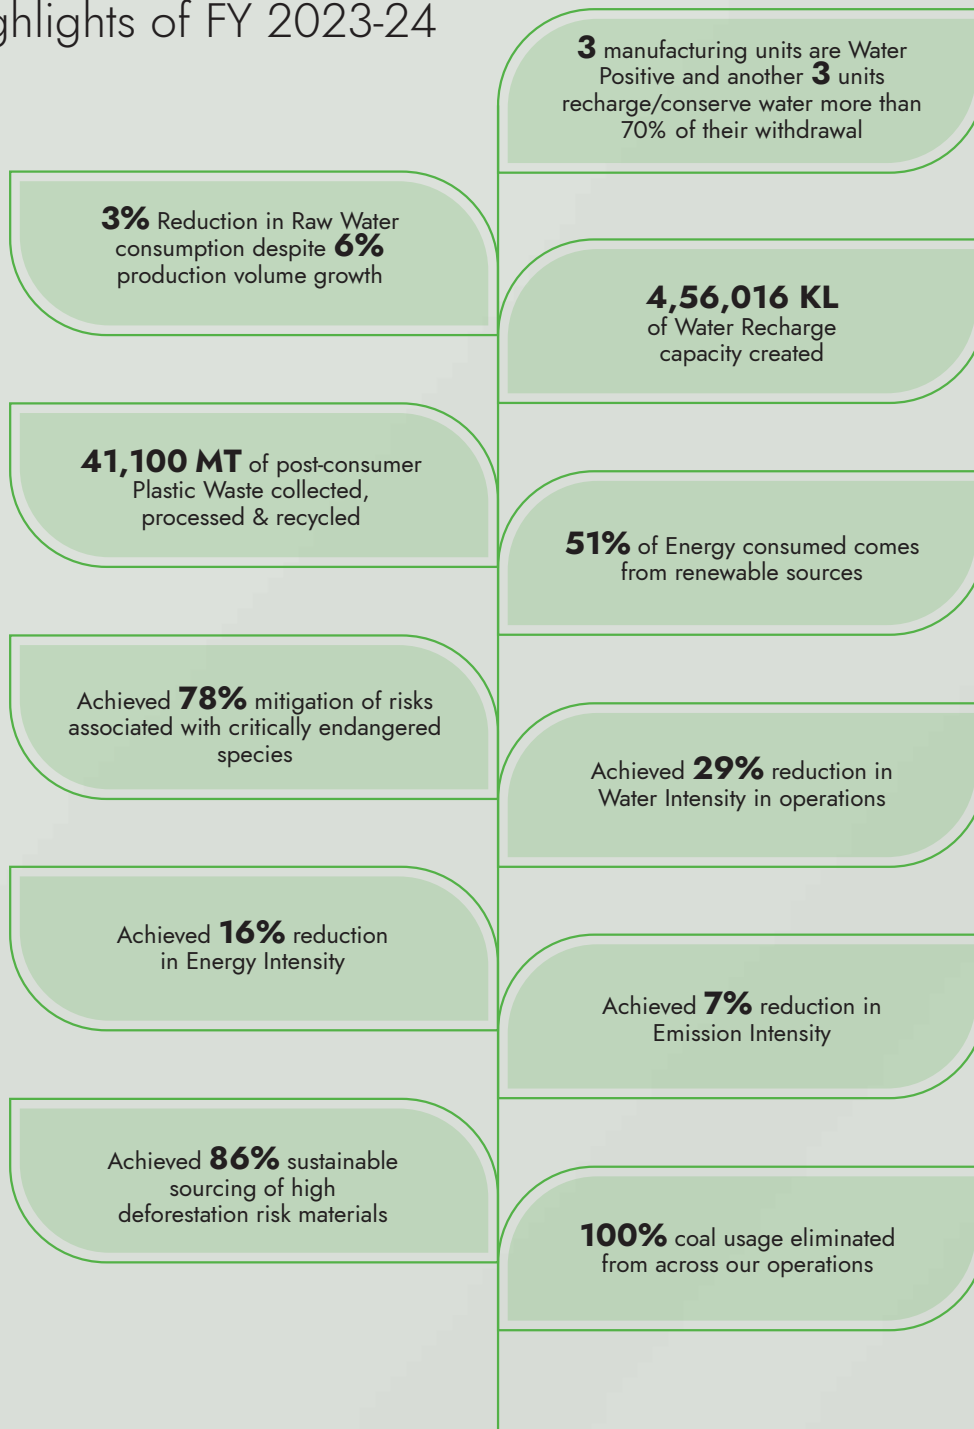 ghlights of FY 2023-24
3 manufacturing units are Water
Positive and another 3 units
recharge/conserve water more than
70% of their withdrawal
3% Reduction in Raw Water
consumption despite 6%
production volume growth
4,56,016 KL
of Water Recharge
capacity created
41,100 MT of post-consumer
Plastic Waste collected,
processed & recycled
51% of Energy consumed comes
from renewable sources
Achieved 78% mitigation of risks
associated with critically endangered
species
Achieved 29% reduction in
Water Intensity in operations
Achieved 16% reduction
in Energy Intensity
Achieved 7% reduction in
Emission Intensity
Achieved 86% sustainable
sourcing of high
deforestation risk materials
100% coal usage eliminated
from across our operations